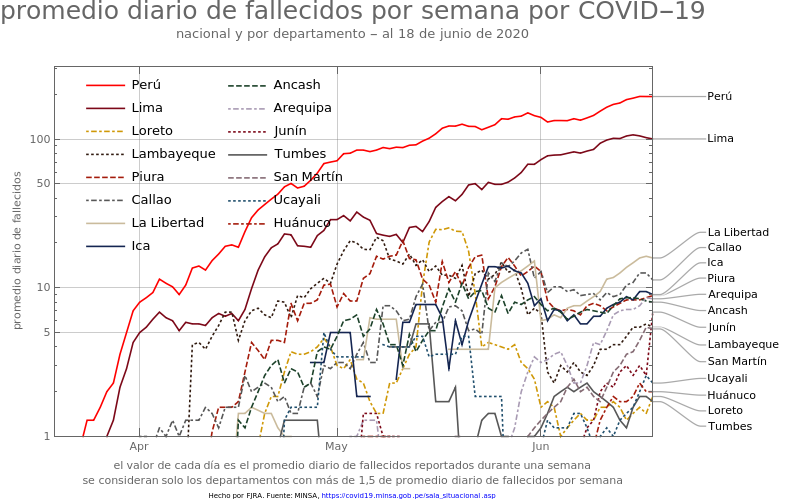 promedio diario de fallecidos por semana por COVID−19
nacional y por departamento − al 18 de junio de 2020
promedio diario de fallecidos
100
50
10
5
1
Apr
May
Jun
Perú
Lima
Loreto
Lambayeque
Piura
Callao
La Libertad
Ica
Ancash
Arequipa
Junín
Tumbes
San Martín
Ucayali
Huánuco
Perú
Lima
La Libertad
Callao
Ica
Piura
Arequipa
Ancash
Junín
Lambayeque
San Martín
Ucayali
Huánuco
Loreto
Tumbes
el valor de cada día es el promedio diario de fallecidos reportados durante una semana
se consideran solo los departamentos con más de 1,5 de promedio diario de fallecidos por semana
Hecho por FJRA. Fuente: MINSA, https://covid19.minsa.gob.pe/sala_situacional.asp